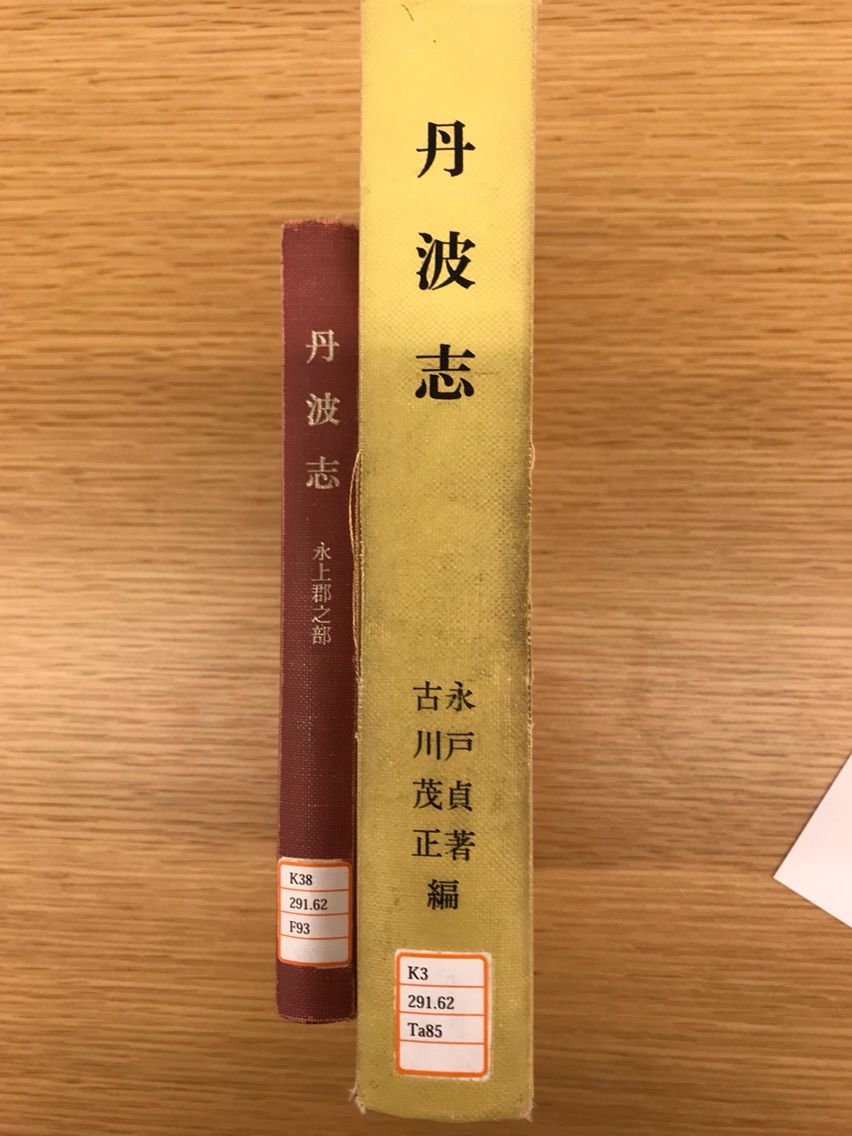 丹波志
氷上郡之部
K38
291.62
F93
丹波志
永戸貞著
古川茂正
編
K3
291.62
Ta85